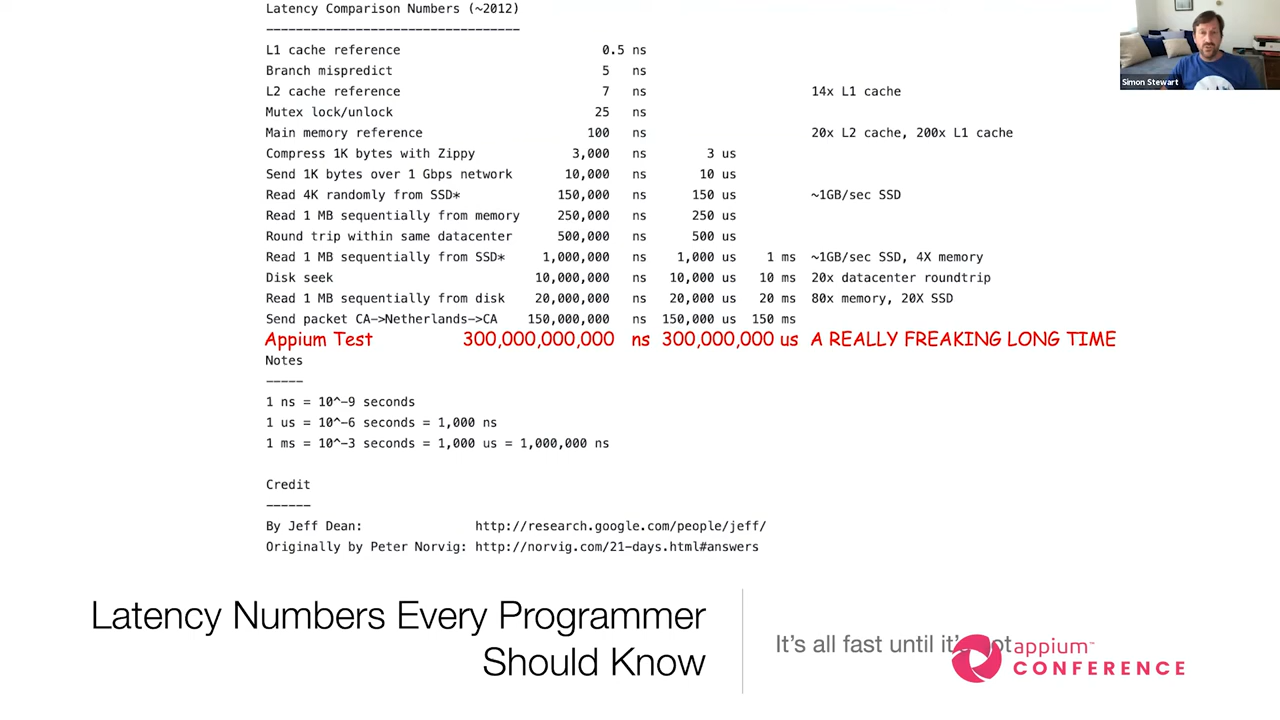 Latency Comparison Numbers (~2012)
----------------------------------
L1 cache reference 0.5 ns
Branch mispredict 5 ns
L2 cache reference 7 ns 14x L1 cache
Mutex lock/unlock 25 ns
Main memory reference 100 ns 20x L2 cache, 200x L1 cache
Compress 1K bytes with Zippy 3,000 ns 3 us
Send 1K bytes over 1 Gbps network 10,000 ns 10 us
Read 4K randomly from SSD* 150,000 ns 150 us ~1GB/sec SSD
Read 1 MB sequentially from memory 250,000 ns 250 us
Round trip within same datacenter 500,000 ns 500 us
Read 1 MB sequentially from SSD* 1,000,000 ns 1,000 us 1 ms ~1GB/sec SSD, 4X memory
Disk seek 10,000,000 ns 10,000 us 10 ms 20x datacenter roundtrip
Read 1 MB sequentially from disk 20,000,000 ns 20,000 us 20 ms 80x memory, 20X SSD
Send packet CA->Netherlands->CA 150,000,000 ns 150,000 us 150 ms
Appium Test 300,000,000,000 ns 300,000,000 us A REALLY FREAKING LONG TIME
Notes
-----
1 ns = 10^-9 seconds
1 us = 10^-6 seconds = 1,000 ns
1 ms = 10^-3 seconds = 1,000 us = 1,000,000 ns
Credit
------
By Jeff Dean: http://research.google.com/people/jeff/
Originally by Peter Norvig: http://norvig.com/21-days.html#answers
Latency Numbers Every Programmer
Should Know
It's all fast until it's
appium™
CONFERENCE
Simon Stewart